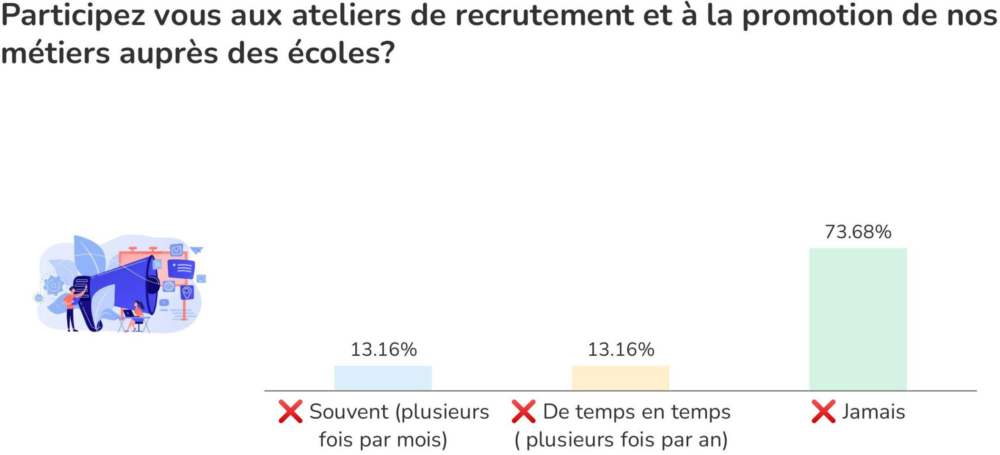 Participez vous aux ateliers de recrutement et à la promotion de nos
métiers auprès des écoles?
73.68%
13.16%
13.16%
❌ Souvent (plusieurs
fois par mois)
❌ De temps en temps
( plusieurs fois par an)
❌ Jamais